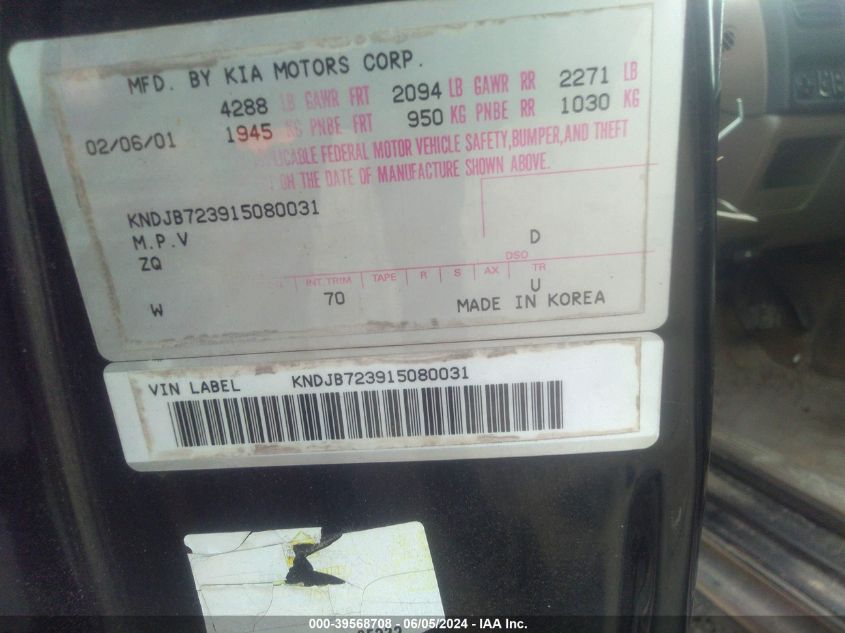 MFD. BY KIA MOTORS CORP.
4288 LB GAWR FRT 2094 LB GAWR RR 2271 LB
02/06/01 1945 KG PNBE FRT 950 KG PNBE RR 1030 KG
APPLICABLE FEDERAL MOTOR VEHICLE SAFETY, BUMPER, AND THEFT
ON THE DATE OF MANUFACTURE SHOWN ABOVE.
KNDJB723915080031
M.P.V
ZQ
D
DSO
INT TRIM TAPE R S AX TR
W 70 U
MADE IN KOREA
VIN LABEL KNDJB723915080031
000-39568708 - 06/05/2024 - IAA Inc.